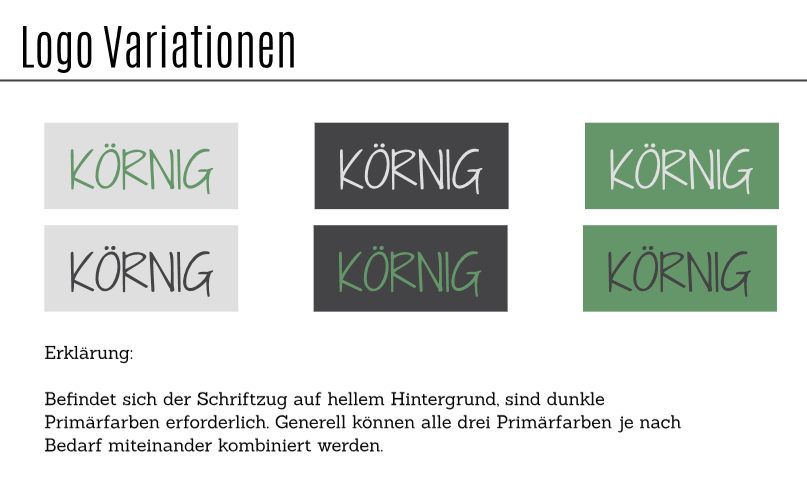 Logo Variationen
KÖRNIG KÖRNIG KÖRNIG
KÖRNIG KÖRNIG KÖRNIG
Erklärung:
Befindet sich der Schriftzug auf hellem Hintergrund, sind dunkle
Primärfarben erforderlich. Generell können alle drei Primärfarben je nach
Bedarf miteinander kombiniert werden.